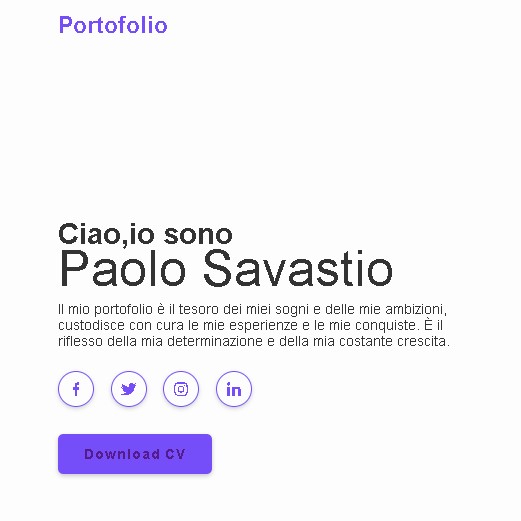 Portofolio
Ciao,io sono
Paolo Savastio
Il mio portofolio è il tesoro dei miei sogni e delle mie ambizioni,
custodisce con cura le mie esperienze e le mie conquiste. È il
riflesso della mia determinazione e della mia costante crescita.
Download CV